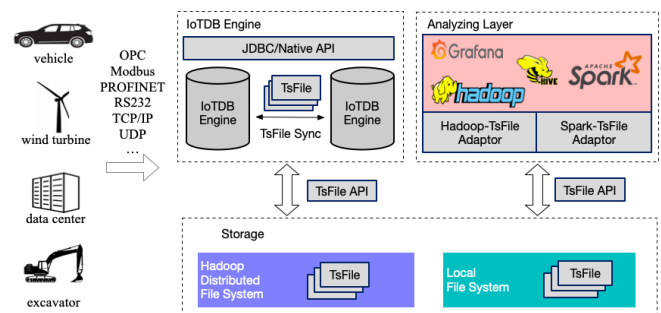 vehicle
wind turbine
data center
excavator
OPC
Modbus
PROFINET
RS232
TCP/IP
UDP
...
IoTDB Engine
JDBC/Native API
IoTDB
Engine
TsFile
TsFile Sync
IoTDB
Engine
Analyzing Layer
Grafana
hadoop
HIVE
APACHE
Spark
Hadoop-TsFile
Adaptor
Spark-TsFile
Adaptor
TsFile API
TsFile API
Storage
Hadoop
Distributed
File System
TsFile
Local
File System
TsFile